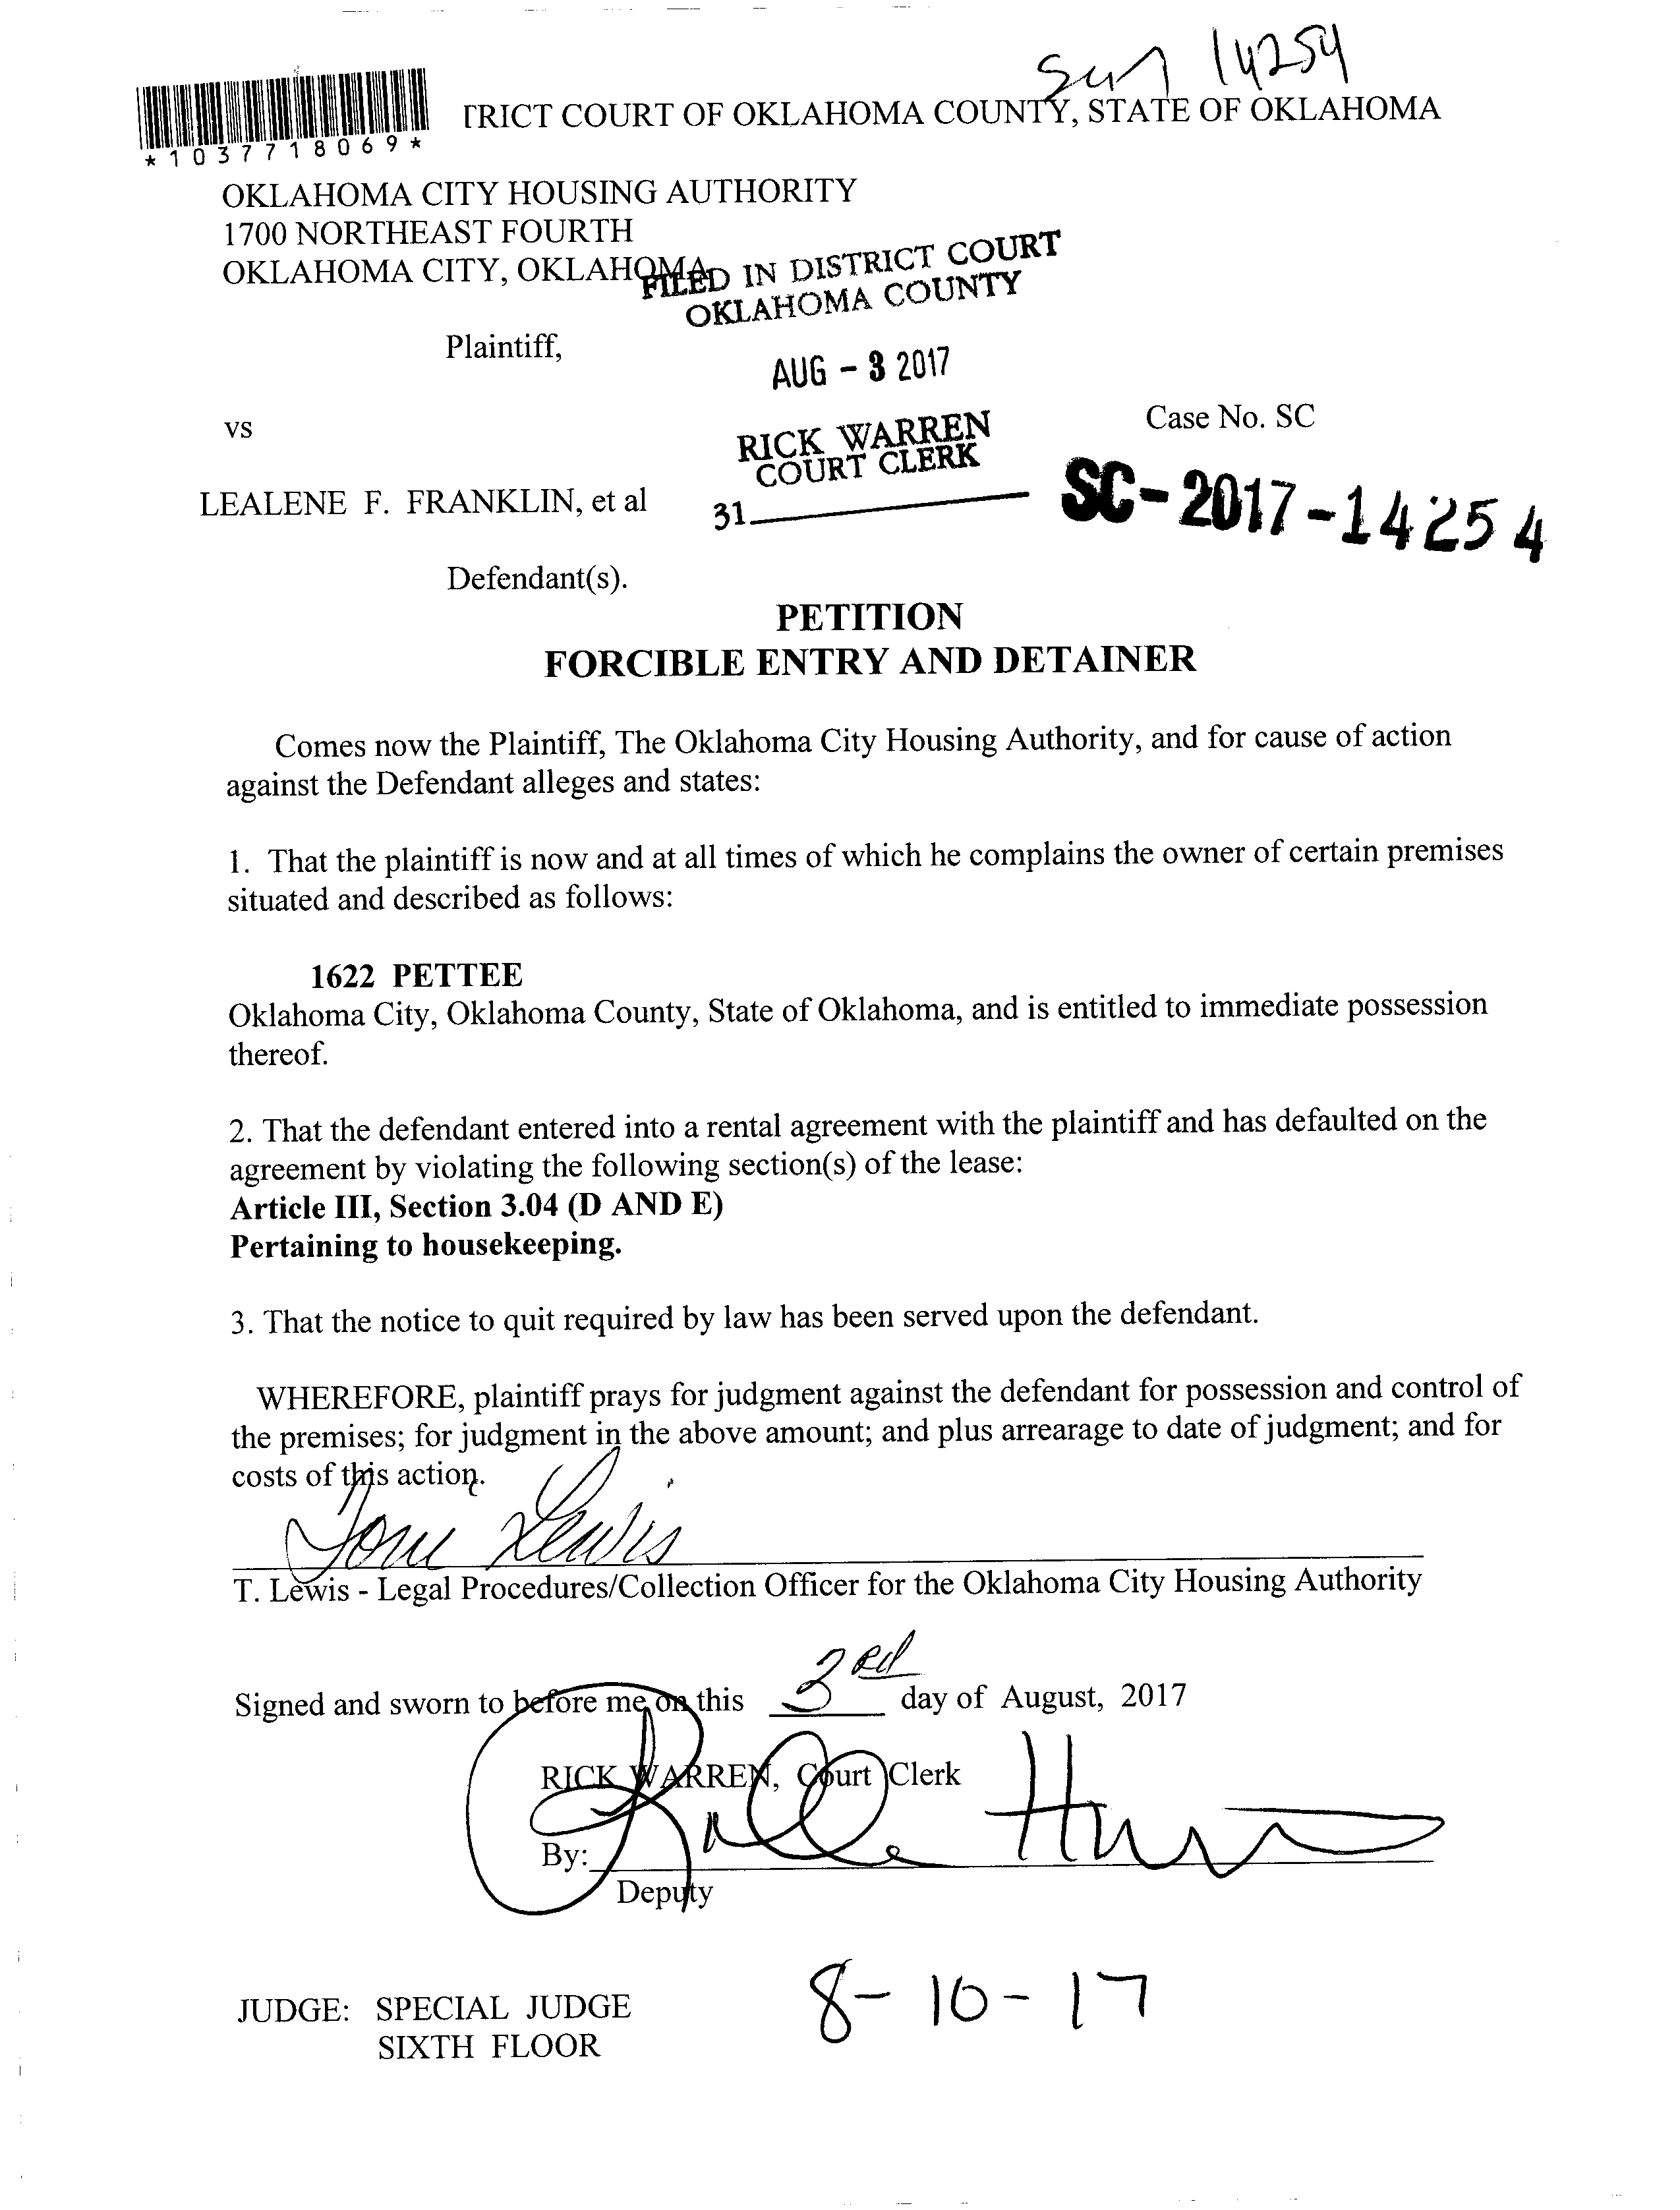 14254
TRICT COURT OF OKLAHOMA COUNTY, STATE OF OKLAHOMA
*1037718069*
OKLAHOMA CITY HOUSING AUTHORITY
1700 NORTHEAST FOURTH
OKLAHOMA CITY, OKLAHOMA
FILED IN DISTRICT COURT
OKLAHOMA COUNTY
Plaintiff,
AUG - 3 2017
vs
RICK WARREN
COURT CLERK
Case No. SC
SC-2017-14254
LEALENE F. FRANKLIN, et al
31
Defendant(s).
PETITION
FORCIBLE ENTRY AND DETAINER
Comes now the Plaintiff, The Oklahoma City Housing Authority, and for cause of action
against the Defendant alleges and states:
1. That the plaintiff is now and at all times of which he complains the owner of certain premises
situated and described as follows:
1622 PETTEE
Oklahoma City, Oklahoma County, State of Oklahoma, and is entitled to immediate possession
thereof.
2. That the defendant entered into a rental agreement with the plaintiff and has defaulted on the
agreement by violating the following section(s) of the lease:
Article III, Section 3.04 (D AND E)
Pertaining to housekeeping.
3. That the notice to quit required by law has been served upon the defendant.
WHEREFORE, plaintiff prays for judgment against the defendant for possession and control of
the premises; for judgment in the above amount; and plus arrearage to date of judgment; and for
costs of this action.
Lewis
T. Lewis - Legal Procedures/Collection Officer for the Oklahoma City Housing Authority
Signed and sworn to before me on this 3rd day of August, 2017
RICK WARREN, Court Clerk
By:
Deputy
JUDGE: SPECIAL JUDGE
SIXTH FLOOR
8-10-17